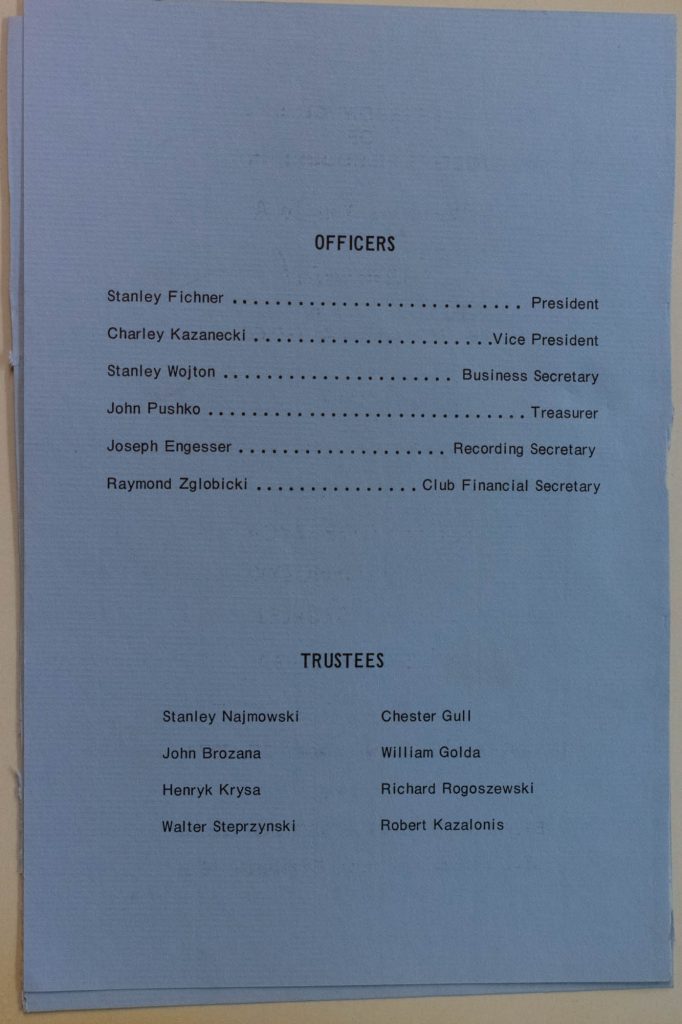 OFFICERS
Stanley Fichner ........................ President
Charley Kazanecki .....................Vice President
Stanley Wojton .................... Business Secretary
John Pushko ............................ Treasurer
Joseph Engesser .................. Recording Secretary
Raymond Zglobicki .............. Club Financial Secretary
TRUSTEES
Stanley Najmowski Chester Gull
John Brozana William Golda
Henryk Krysa Richard Rogoszewski
Walter Steprzynski Robert Kazalonis